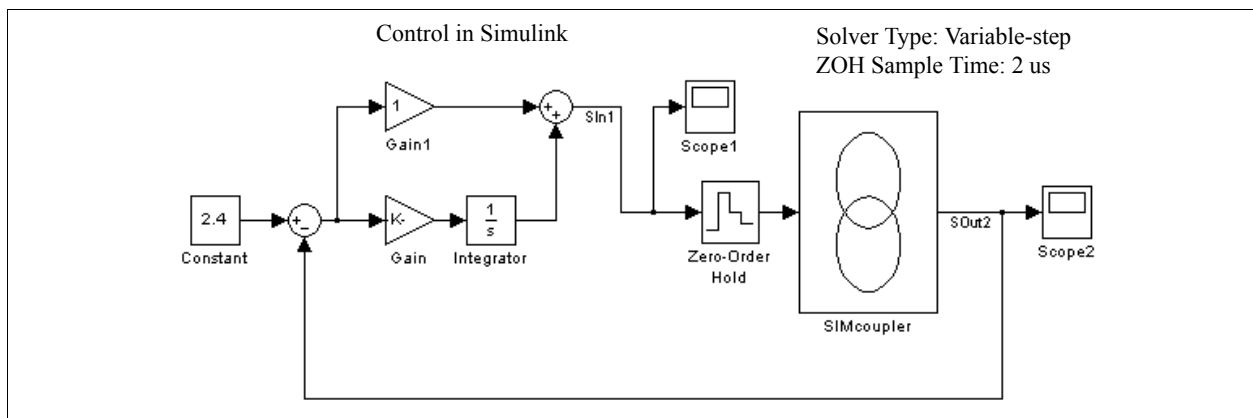 Control in Simulink
Solver Type: Variable-step
ZOH Sample Time: 2 us
1
Gain1
+
+
SIn1
Scope1
2.4
Constant
+
−
K-
Gain
1
s
Integrator
Zero-Order
Hold
SIMcoupler
SOut2
Scope2